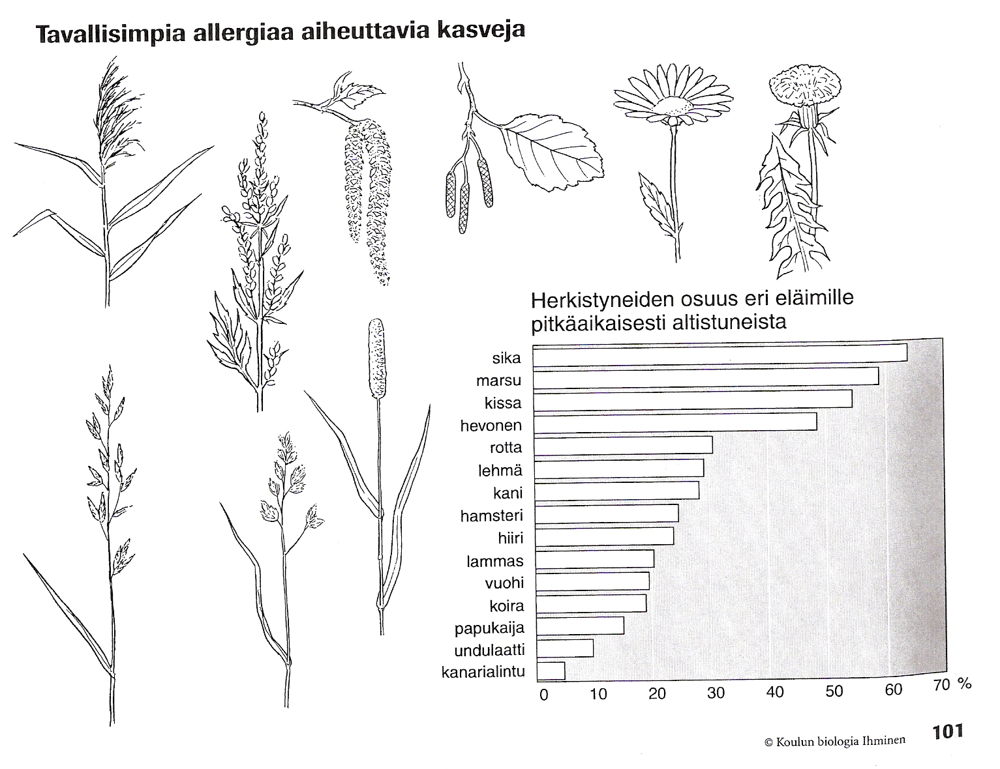 Tavallisimpia allergiaa aiheuttavia kasveja
Herkistyneiden osuus eri eläimille
pitkäaikaisesti altistuneista
sika
marsu
kissa
hevonen
rotta
lehmä
kani
hamsteri
hiiri
lammas
vuohi
koira
papukaija
undulaatti
kanarialintu
0 10 20 30 40 50 60 70 %
© Koulun biologia Ihminen 101